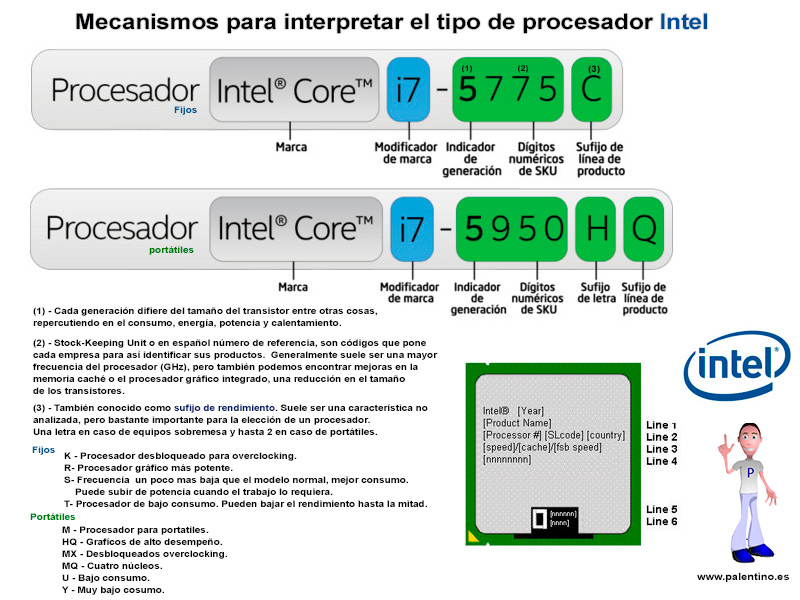 Mecanismos para interpretar el tipo de procesador Intel
Procesador Intel® Core™ i7 - 5775 C
(1) (2) (3)
Fijos
Marca
Modificador de marca
Indicador de generación
Dígitos numéricos de SKU
Sufijo de línea de producto
Procesador Intel® Core™ i7 - 5950 H Q
portátiles
Marca
Modificador de marca
Indicador de generación
Dígitos numéricos de SKU
Sufijo de letra
Sufijo de línea de producto
(1) - Cada generación difiere del tamaño del transistor entre otras cosas,
repercutiendo en el consumo, energía, potencia y calentamiento.
(2) - Stock-Keeping Unit o en español número de referencia, son códigos que pone
cada empresa para así identificar sus productos. Generalmente suele ser una mayor
frecuencia del procesador (GHz), pero también podemos encontrar mejoras en la
memoria caché o el procesador gráfico integrado, una reducción en el tamaño
de los transistores.
(3) - También conocido como sufijo de rendimiento. Suele ser una característica no
analizada, pero bastante importante para la elección de un procesador.
Una letra en caso de equipos sobremesa y hasta 2 en caso de portátiles.
Fijos
K - Procesador desbloqueado para overclocking.
R- Procesador gráfico más potente.
S- Frecuencia un poco mas baja que el modelo normal, mejor consumo.
Puede subir de potencia cuando el trabajo lo requiera.
T- Procesador de bajo consumo. Pueden bajar el rendimiento hasta la mitad.
Portátiles
M - Procesador para portatiles.
HQ - Graficos de alto desempeño.
MX - Desbloqueados overclocking.
MQ - Cuatro núcleos.
U - Bajo consumo.
Y - Muy bajo cosumo.
Intel® [Year]
[Product Name]
[Processor #] [SLcode] [country]
[speed]/[cache]/[fsb speed]
[nnnnnnnn]
[nnnnnn]
[nnnn]
Line 1
Line 2
Line 3
Line 4
Line 5
Line 6
intel®
P
www.palentino.es